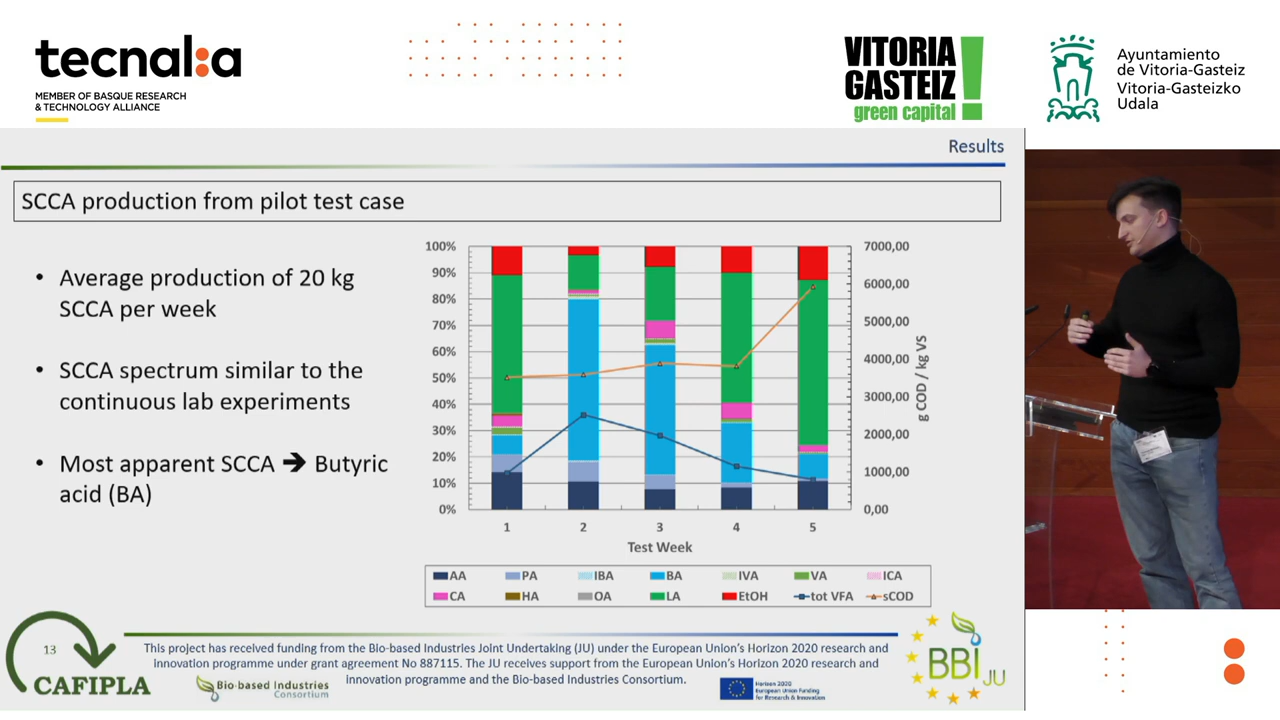 tecnal:a
MEMBER OF BASQUE RESEARCH
& TECHNOLOGY ALLIANCE
VITORIA
GASTEIZ
green capital
Ayuntamiento
de Vitoria-Gasteiz
Vitoria-Gasteizko
Udala
Results
SCCA production from pilot test case
• Average production of 20 kg
SCCA per week
• SCCA spectrum similar to the
continuous lab experiments
• Most apparent SCCA ➔ Butyric
acid (BA)
100%
90%
80%
70%
60%
50%
40%
30%
20%
10%
0%
7000,00
6000,00
5000,00
4000,00
3000,00
2000,00
1000,00
0,00
g COD / kg VS
1 2 3 4 5
Test Week
AA PA IBA BA IVA VA ICA
CA HA OA LA EtOH tot VFA sCOD
13
CAFIPLA
This project has received funding from the Bio-based Industries Joint Undertaking (JU) under the European Union's Horizon 2020 research and
innovation programme under grant agreement No 887115. The JU receives support from the European Union's Horizon 2020 research and
innovation programme and the Bio-based Industries Consortium.
Bio-based Industries
Consortium
Horizon 2020
European Union Funding
for Research & Innovation
BBI
JU